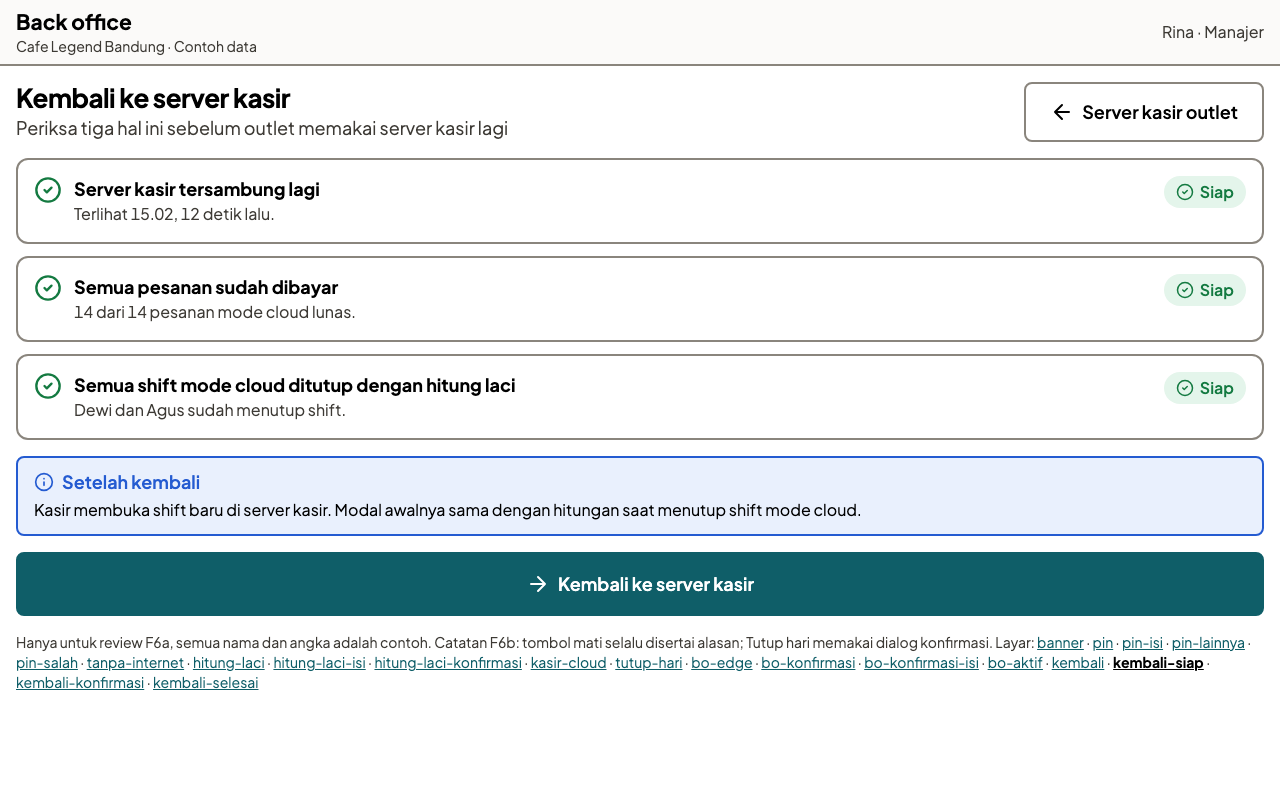 Back office
Cafe Legend Bandung · Contoh data
Rina · Manajer
Kembali ke server kasir
Periksa tiga hal ini sebelum outlet memakai server kasir lagi
Server kasir outlet
Server kasir tersambung lagi
Terlihat 15.02, 12 detik lalu.
Siap
Semua pesanan sudah dibayar
14 dari 14 pesanan mode cloud lunas.
Siap
Semua shift mode cloud ditutup dengan hitung laci
Dewi dan Agus sudah menutup shift.
Siap
Setelah kembali
Kasir membuka shift baru di server kasir. Modal awalnya sama dengan hitungan saat menutup shift mode cloud.
Kembali ke server kasir
Hanya untuk review F6a, semua nama dan angka adalah contoh. Catatan F6b: tombol mati selalu disertai alasan; Tutup hari memakai dialog konfirmasi. Layar: banner · pin · pin-isi · pin-lainnya ·
pin-salah · tanpa-internet · hitung-laci · hitung-laci-isi · hitung-laci-konfirmasi · kasir-cloud · tutup-hari · bo-edge · bo-konfirmasi · bo-konfirmasi-isi · bo-aktif · kembali · kembali-siap ·
kembali-konfirmasi · kembali-selesai